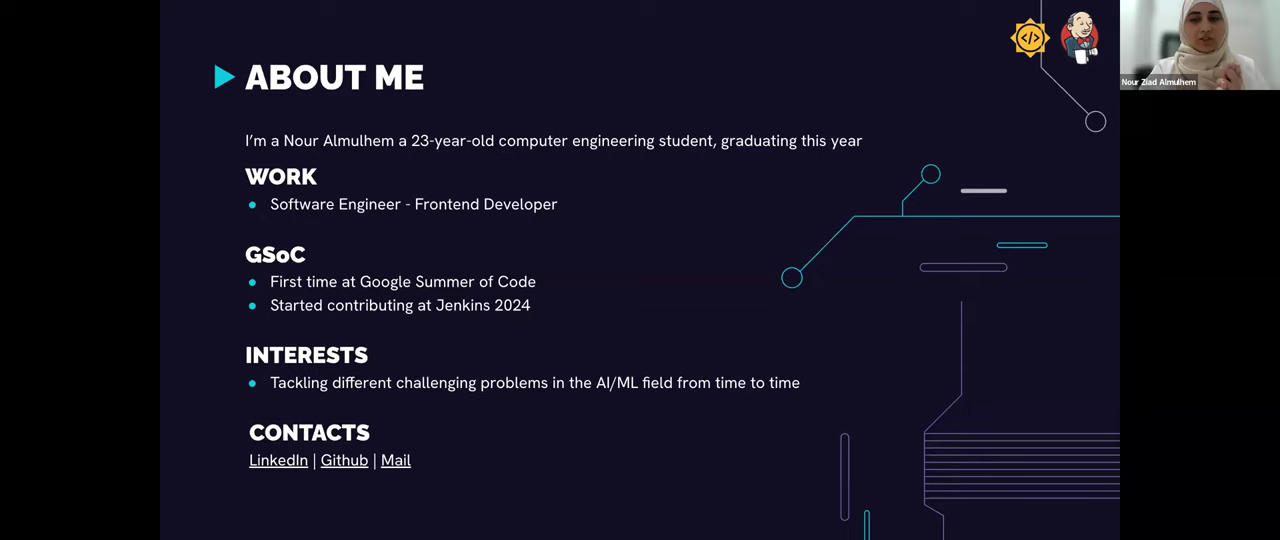 ABOUT ME
I'm a Nour Almulhem a 23-year-old computer engineering student, graduating this year
WORK
Software Engineer - Frontend Developer
GSoC
First time at Google Summer of Code
Started contributing at Jenkins 2024
INTERESTS
Tackling different challenging problems in the AI/ML field from time to time
CONTACTS
LinkedIn | Github | Mail
Nour Ziad Almulhem